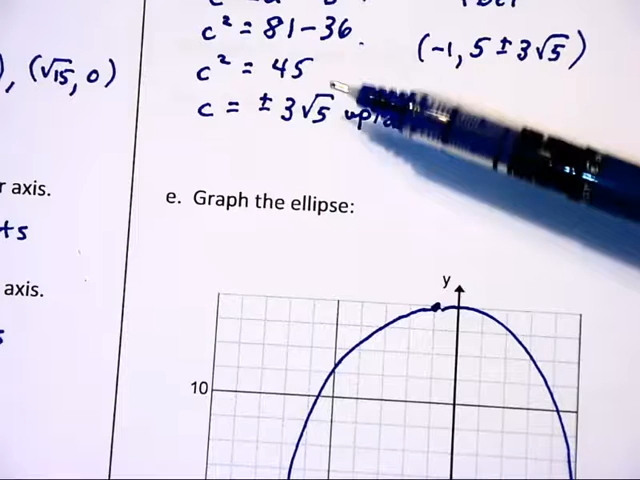 c² = 81 - 36
(-1, 5 ± 3√5)
c² = 45
), (√15, 0)
c = ± 3√5
r axis.
e. Graph the ellipse:
axis.
y
10